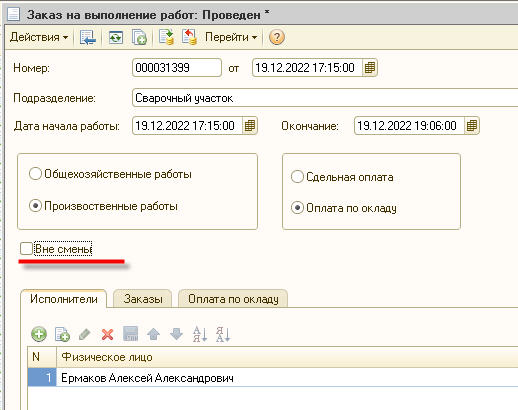 Заказ на выполнение работ: Проведен *
Действия Перейти
Номер: 000031399 от 19.12.2022 17:15:00
Подразделение: Сварочный участок
Дата начала работы: 19.12.2022 17:15:00 Окончание: 19.12.2022 19:06:00
Общехозяйственные работы
Сдельная оплата
Произвоственные работы
Оплата по окладу
Вне смены
Исполнители Заказы Оплата по окладу
N Физическое лицо
1 Ермаков Алексей Александрович